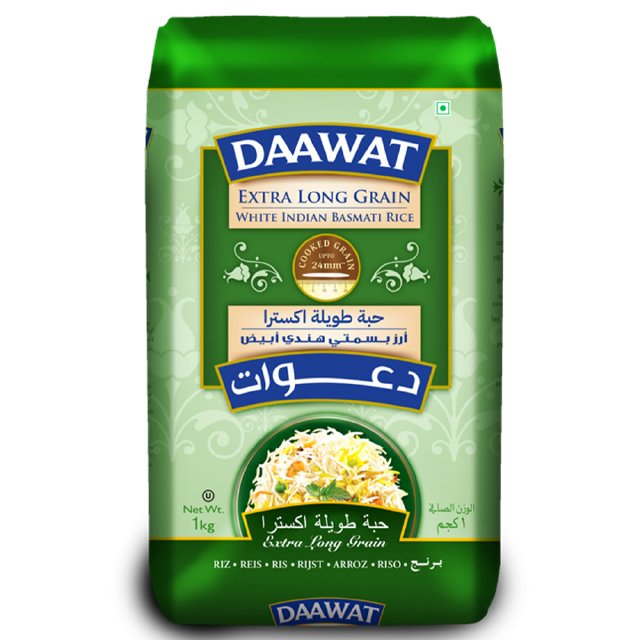 DAAWAT
EXTRA LONG GRAIN
WHITE INDIAN BASMATI RICE
COOKED GRAIN
UPTO
24mm
حبة طويلة اكسترا
أرز بسمتي هندي أبيض
دعوات
U
Net Wt.
1kg
الوزن الصافي
١ كجم
حبة طويلة اكسترا
Extra Long Grain
RIZ • REIS • RIS • RIJST • ARROZ • RISO • برنج
DAAWAT